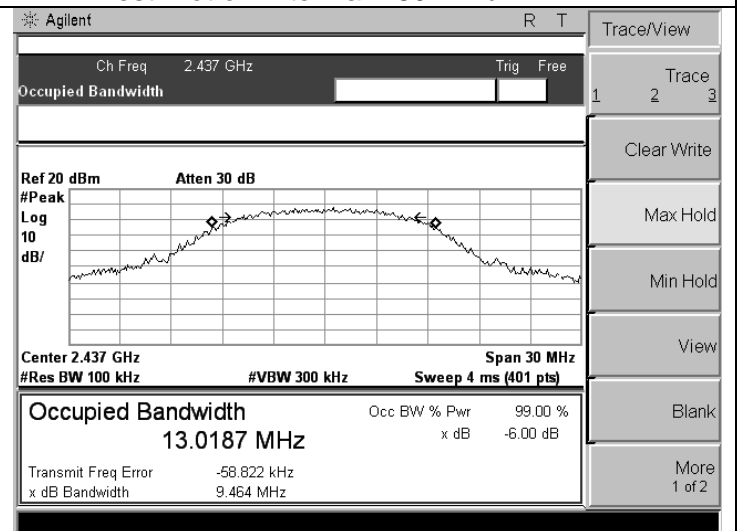 Agilent R T
Ch Freq 2.437 GHz Trig Free
Occupied Bandwidth
Ref 20 dBm Atten 30 dB
#Peak
Log
10
dB/
Center 2.437 GHz Span 30 MHz
#Res BW 100 kHz #VBW 300 kHz Sweep 4 ms (401 pts)
Occupied Bandwidth Occ BW % Pwr 99.00 %
13.0187 MHz x dB -6.00 dB
Transmit Freq Error -58.822 kHz
x dB Bandwidth 9.464 MHz
Trace/View
Trace
1 2 3
Clear Write
Max Hold
Min Hold
View
Blank
More
1 of 2